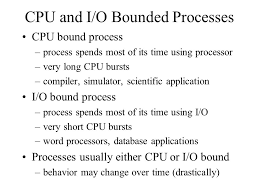 CPU and I/O Bounded Processes
• CPU bound process
– process spends most of its time using processor
– very long CPU bursts
– compiler, simulator, scientific application
• I/O bound process
– process spends most of its time using I/O
– very short CPU bursts
– word processors, database applications
• Processes usually either CPU or I/O bound
– behavior may change over time (drastically)